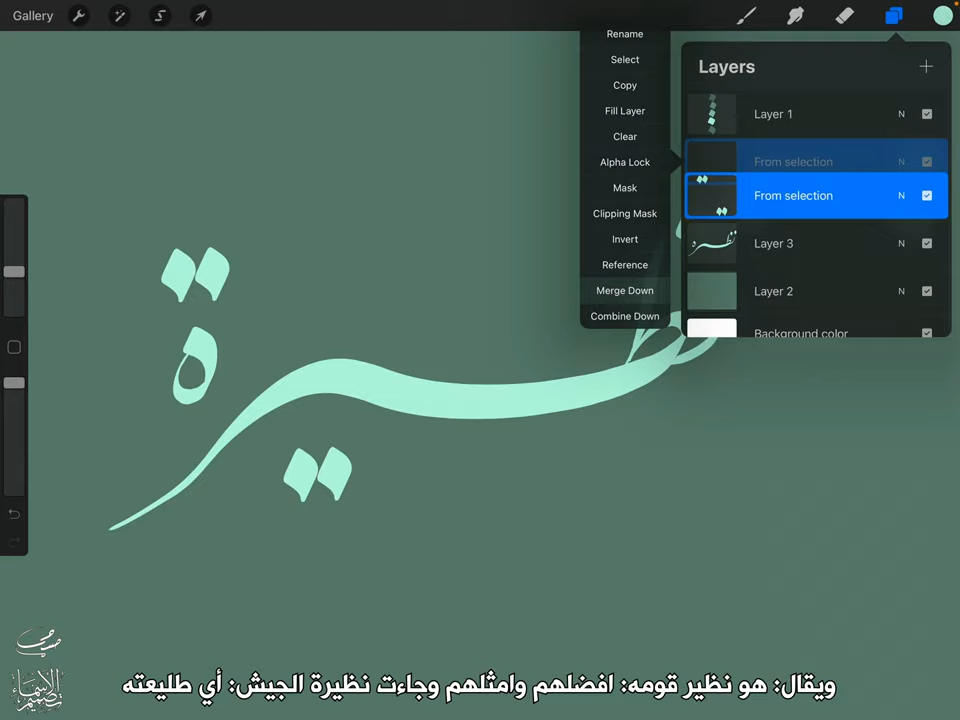 Gallery
Rename
Select
Copy
Fill Layer
Clear
Alpha Lock
Mask
Clipping Mask
Invert
Reference
Merge Down
Combine Down
Layers
Layer 1 N
From selection N
From selection N
Layer 3 N
Layer 2 N
Background color
ويقال: هو نظير قومه: افضلهم وامثلهم وجاءت نظيرة الجيش: أي طليعته